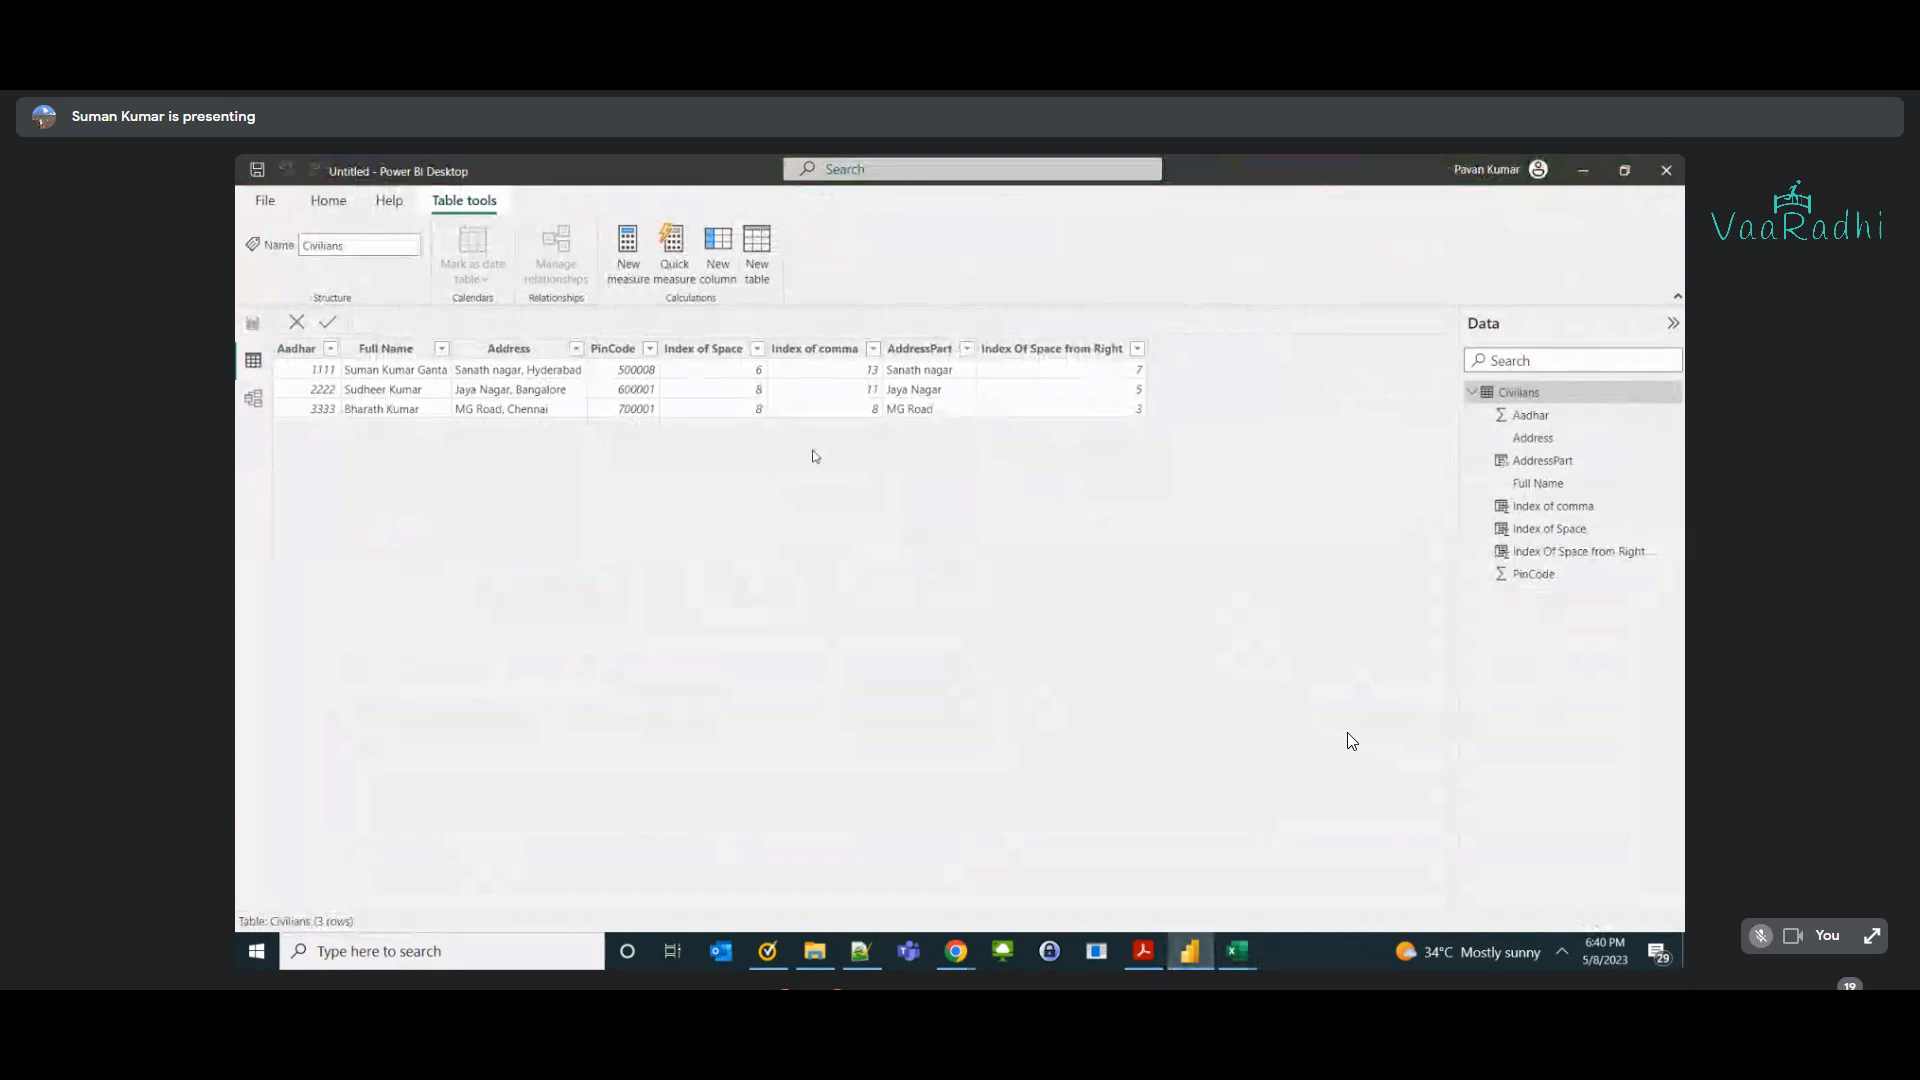 Suman Kumar is presenting
VaaRadhi
Untitled - Power BI Desktop
Search
Pavan Kumar
File Home Help Table tools
Name Civilians
Mark as date table
Manage relationships
New measure
Quick measure
New column
New table
Structure Calendars Relationships Calculations
Data
Search
Aadhar Full Name Address PinCode Index of Space Index of comma AddressPart Index Of Space from Right
1111 Suman Kumar Ganta Sanath nagar, Hyderabad 500008 6 13 Sanath nagar 7
2222 Sudheer Kumar Jaya Nagar, Bangalore 600001 8 11 Jaya Nagar 5
3333 Bharath Kumar MG Road, Chennai 700001 8 8 MG Road 3
Civilians
Aadhar
Address
AddressPart
Full Name
Index of comma
Index of Space
Index Of Space from Right...
PinCode
Table: Civilians (3 rows)
Type here to search
34°C Mostly sunny
6:40 PM
5/8/2023
29
You
19